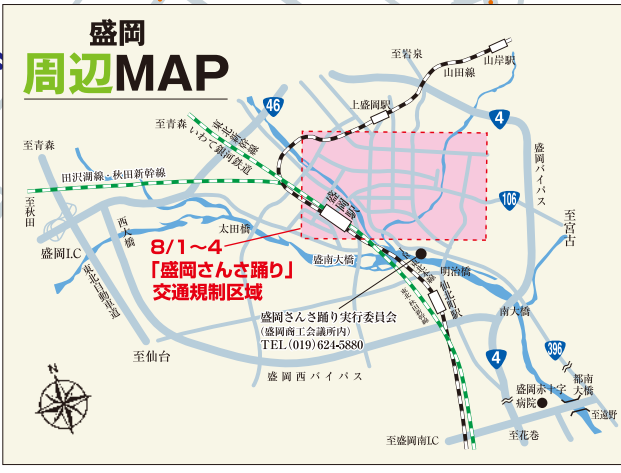 盛岡
周辺MAP
至岩泉
山岸駅
山田線
上盛岡駅
46
4
至青森
東北新幹線
いわて銀河鉄道
至青森
盛岡バイパス
田沢湖線・秋田新幹線
106
至秋田
西大橋
太田橋
盛岡駅
至宮古
盛岡I.C
8/1～4
「盛岡さんさ踊り」
交通規制区域
盛南大橋
明治橋
東北自動車道
仙北町駅
南大橋
盛岡さんさ踊り実行委員会
(盛岡商工会議所内)
TEL(019)624-5880
至仙台
4
396
盛岡西バイパス
都南大橋
盛岡赤十字
病院
至遠野
N
至盛岡南I.C
至花巻